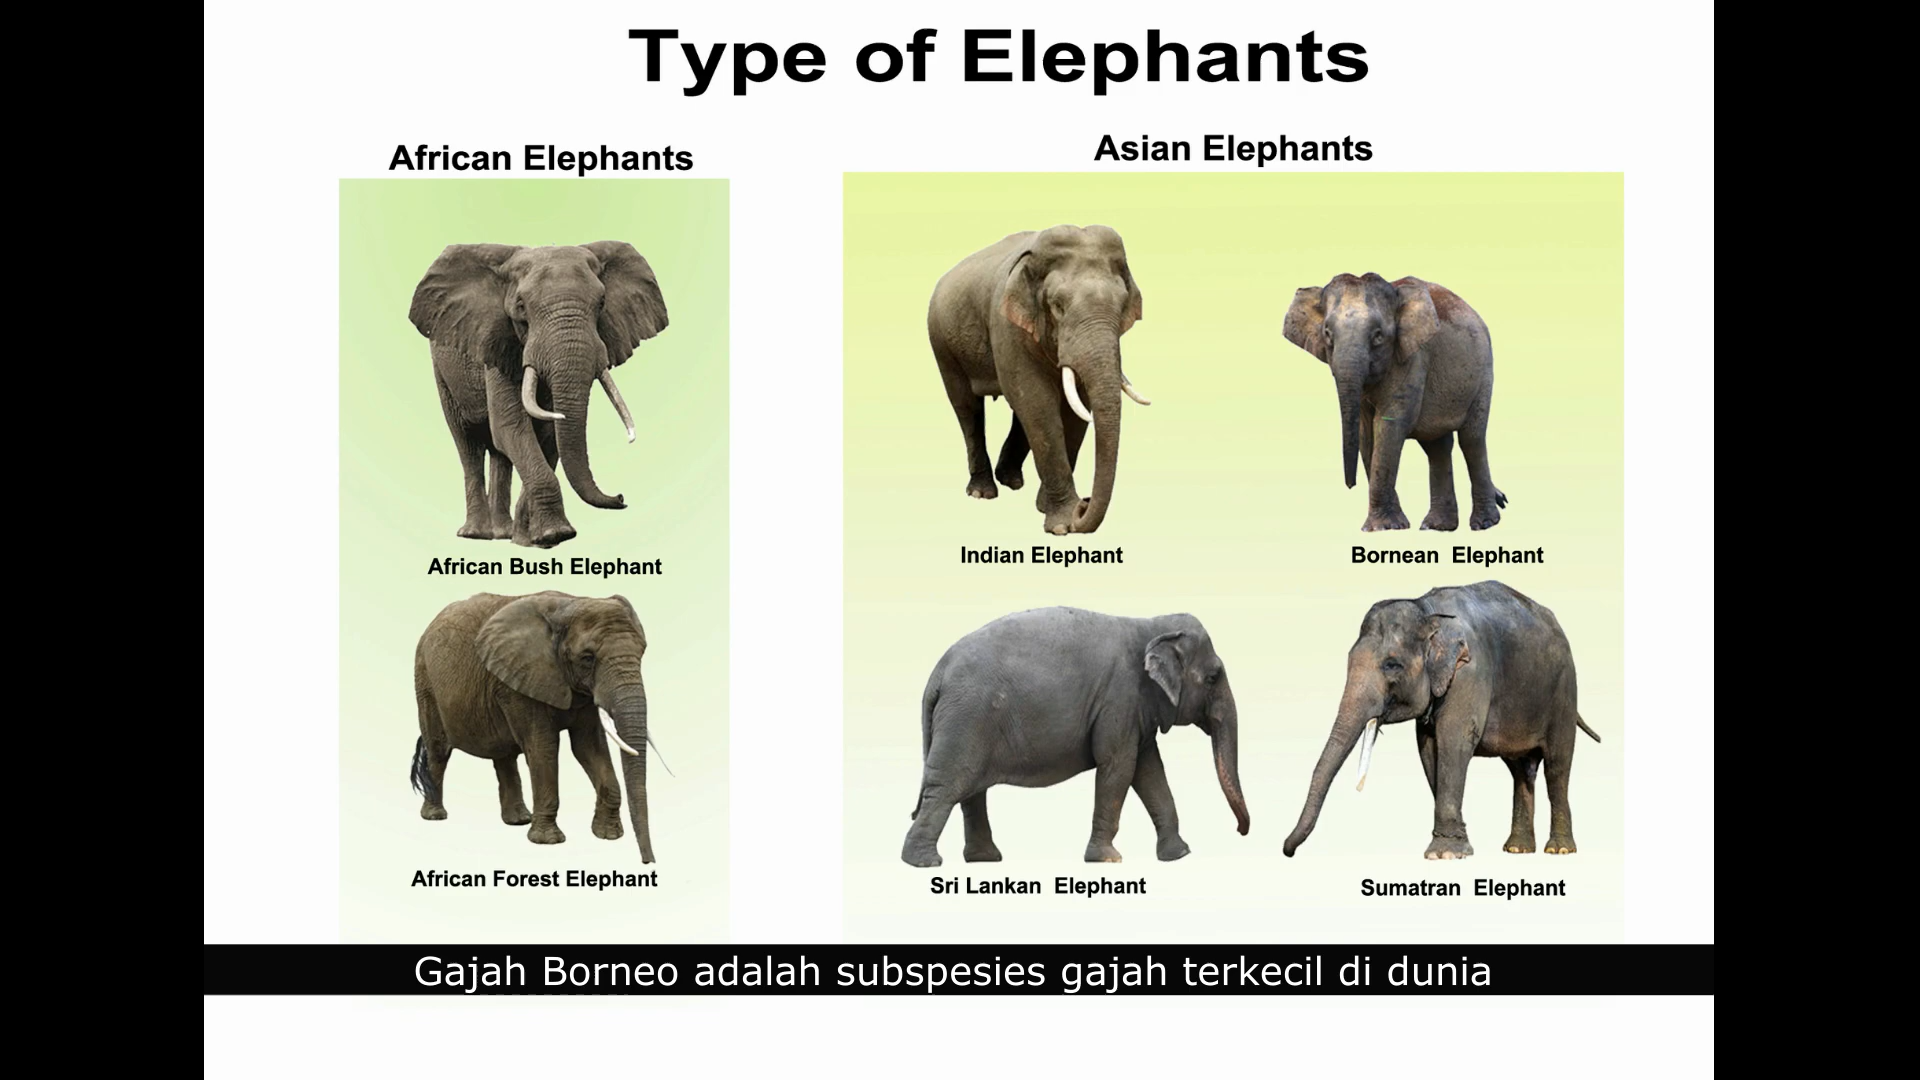 Type of Elephants
African Elephants
African Bush Elephant
African Forest Elephant
Asian Elephants
Indian Elephant
Bornean Elephant
Sri Lankan Elephant
Sumatran Elephant
Gajah Borneo adalah subspesies gajah terkecil di dunia